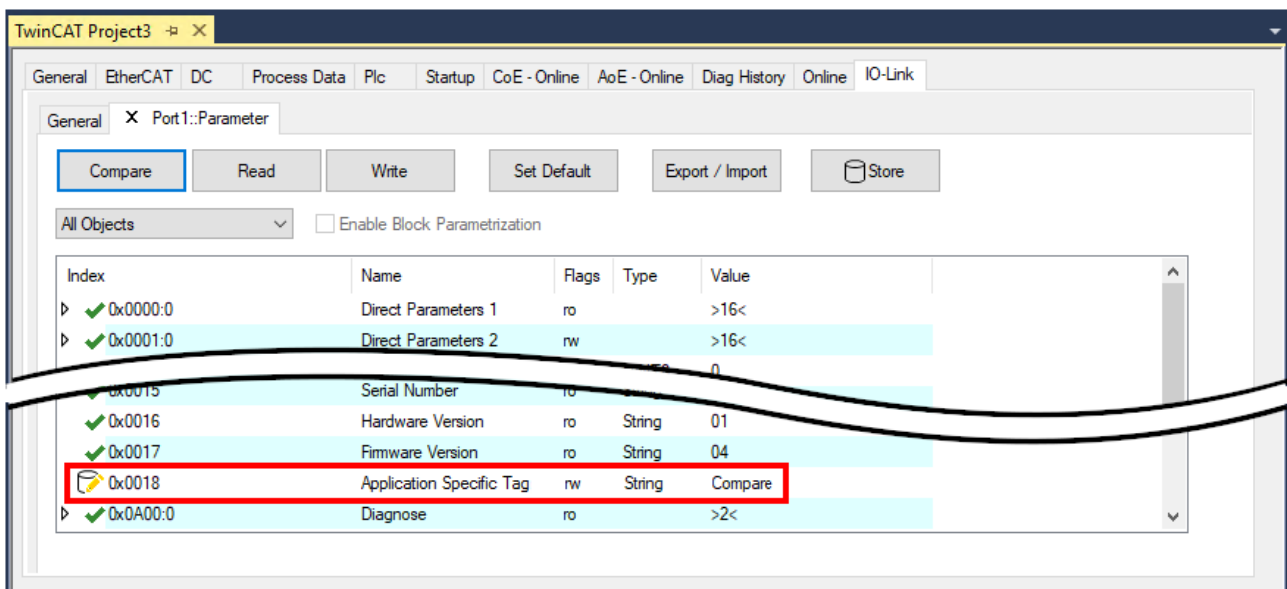 TwinCAT Project3
General EtherCAT DC Process Data Plc Startup CoE - Online AoE - Online Diag History Online IO-Link
General X Port1::Parameter
Compare Read Write Set Default Export / Import Store
All Objects Enable Block Parametrization
Index Name Flags Type Value
0x0000:0 Direct Parameters 1 ro >16<
0x0001:0 Direct Parameters 2 rw >16<
0
0x0015 Serial Number ro
0x0016 Hardware Version ro String 01
0x0017 Firmware Version ro String 04
0x0018 Application Specific Tag rw String Compare
0x0A00:0 Diagnose ro >2<